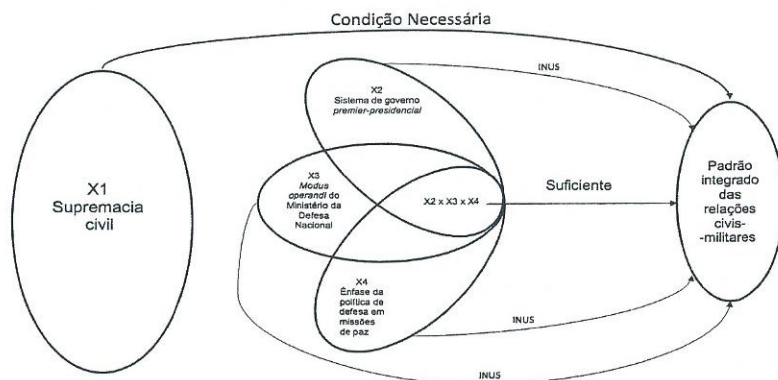 Condição Necessária
X1
Supremacia
civil
X2
Sistema de governo
premier-presidencial
INUS
X3
Modus
operandi do
Ministério da
Defesa
Nacional
X2 x X3 x X4
Suficiente
X4
Ênfase da
política de
defesa em
missões
de paz
INUS
INUS
Padrão
integrado
das
relações
civis-
-militares